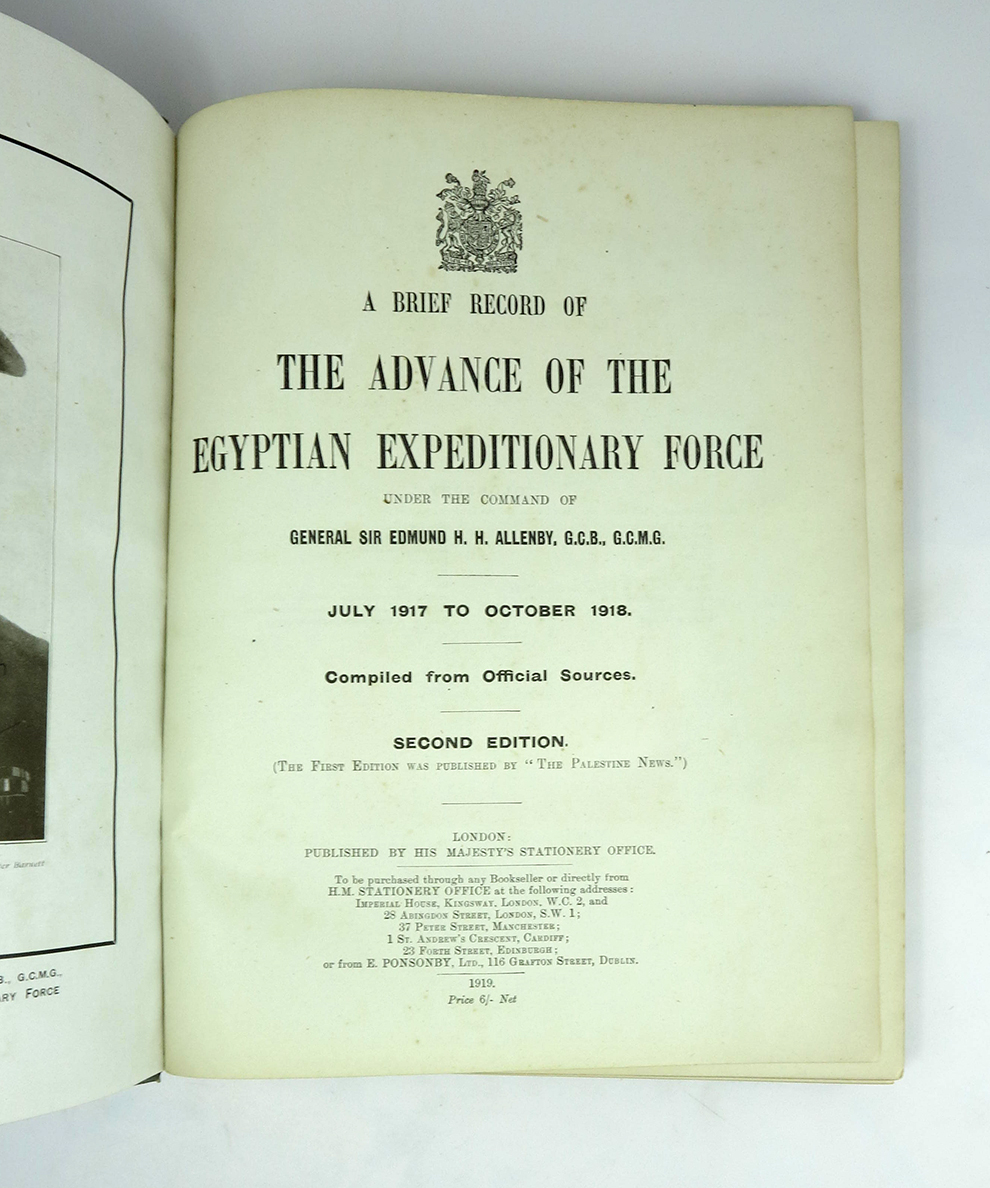 er Barnett
B., G.C.M.G.,
ARY FORCE
A BRIEF RECORD OF
THE ADVANCE OF THE
EGYPTIAN EXPEDITIONARY FORCE
UNDER THE COMMAND OF
GENERAL SIR EDMUND H. H. ALLENBY, G.C.B., G.C.M.G.
JULY 1917 TO OCTOBER 1918.
Compiled from Official Sources.
SECOND EDITION.
(THE FIRST EDITION WAS PUBLISHED BY "THE PALESTINE NEWS.")
LONDON:
PUBLISHED BY HIS MAJESTY'S STATIONERY OFFICE.
To be purchased through any Bookseller or directly from
H.M. STATIONERY OFFICE at the following addresses:
IMPERIAL HOUSE, KINGSWAY, LONDON, W.C. 2, and
28 ABINGDON STREET, LONDON, S.W. 1;
37 PETER STREET, MANCHESTER;
1 ST. ANDREW'S CRESCENT, CARDIFF;
23 FORTH STREET, EDINBURGH;
or from E. PONSONBY, LTD., 116 GRAFTON STREET, DUBLIN.
1919.
Price 6/- Net